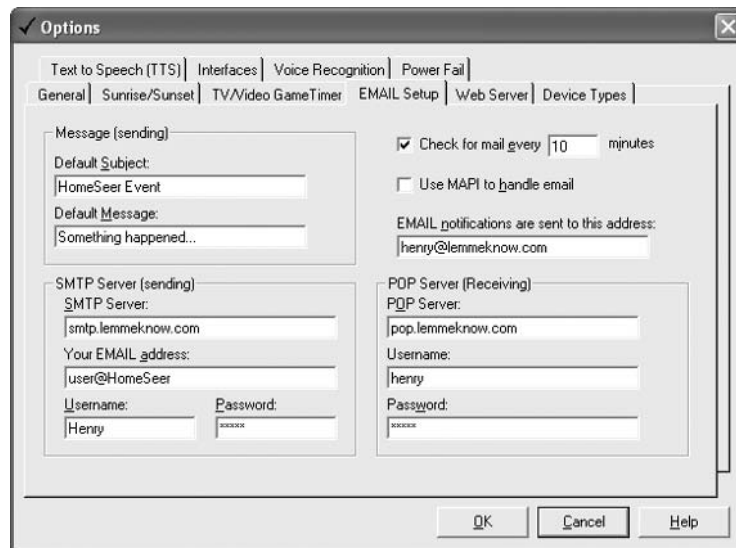 Options
Text to Speech (TTS) Interfaces Voice Recognition Power Fail
General Sunrise/Sunset TV/Video GameTimer EMAIL Setup Web Server Device Types
Message (sending)
Default Subject:
HomeSeer Event
Default Message:
Something happened...
Check for mail every 10 minutes
Use MAPI to handle email
EMAIL notifications are sent to this address:
henry@lemmeknow.com
SMTP Server (sending)
SMTP Server:
smtp.lemmeknow.com
Your EMAIL address:
user@HomeSeer
Username: Password:
Henry *****
POP Server (Receiving)
POP Server:
pop.lemmeknow.com
Username:
henry
Password:
*****
OK Cancel Help